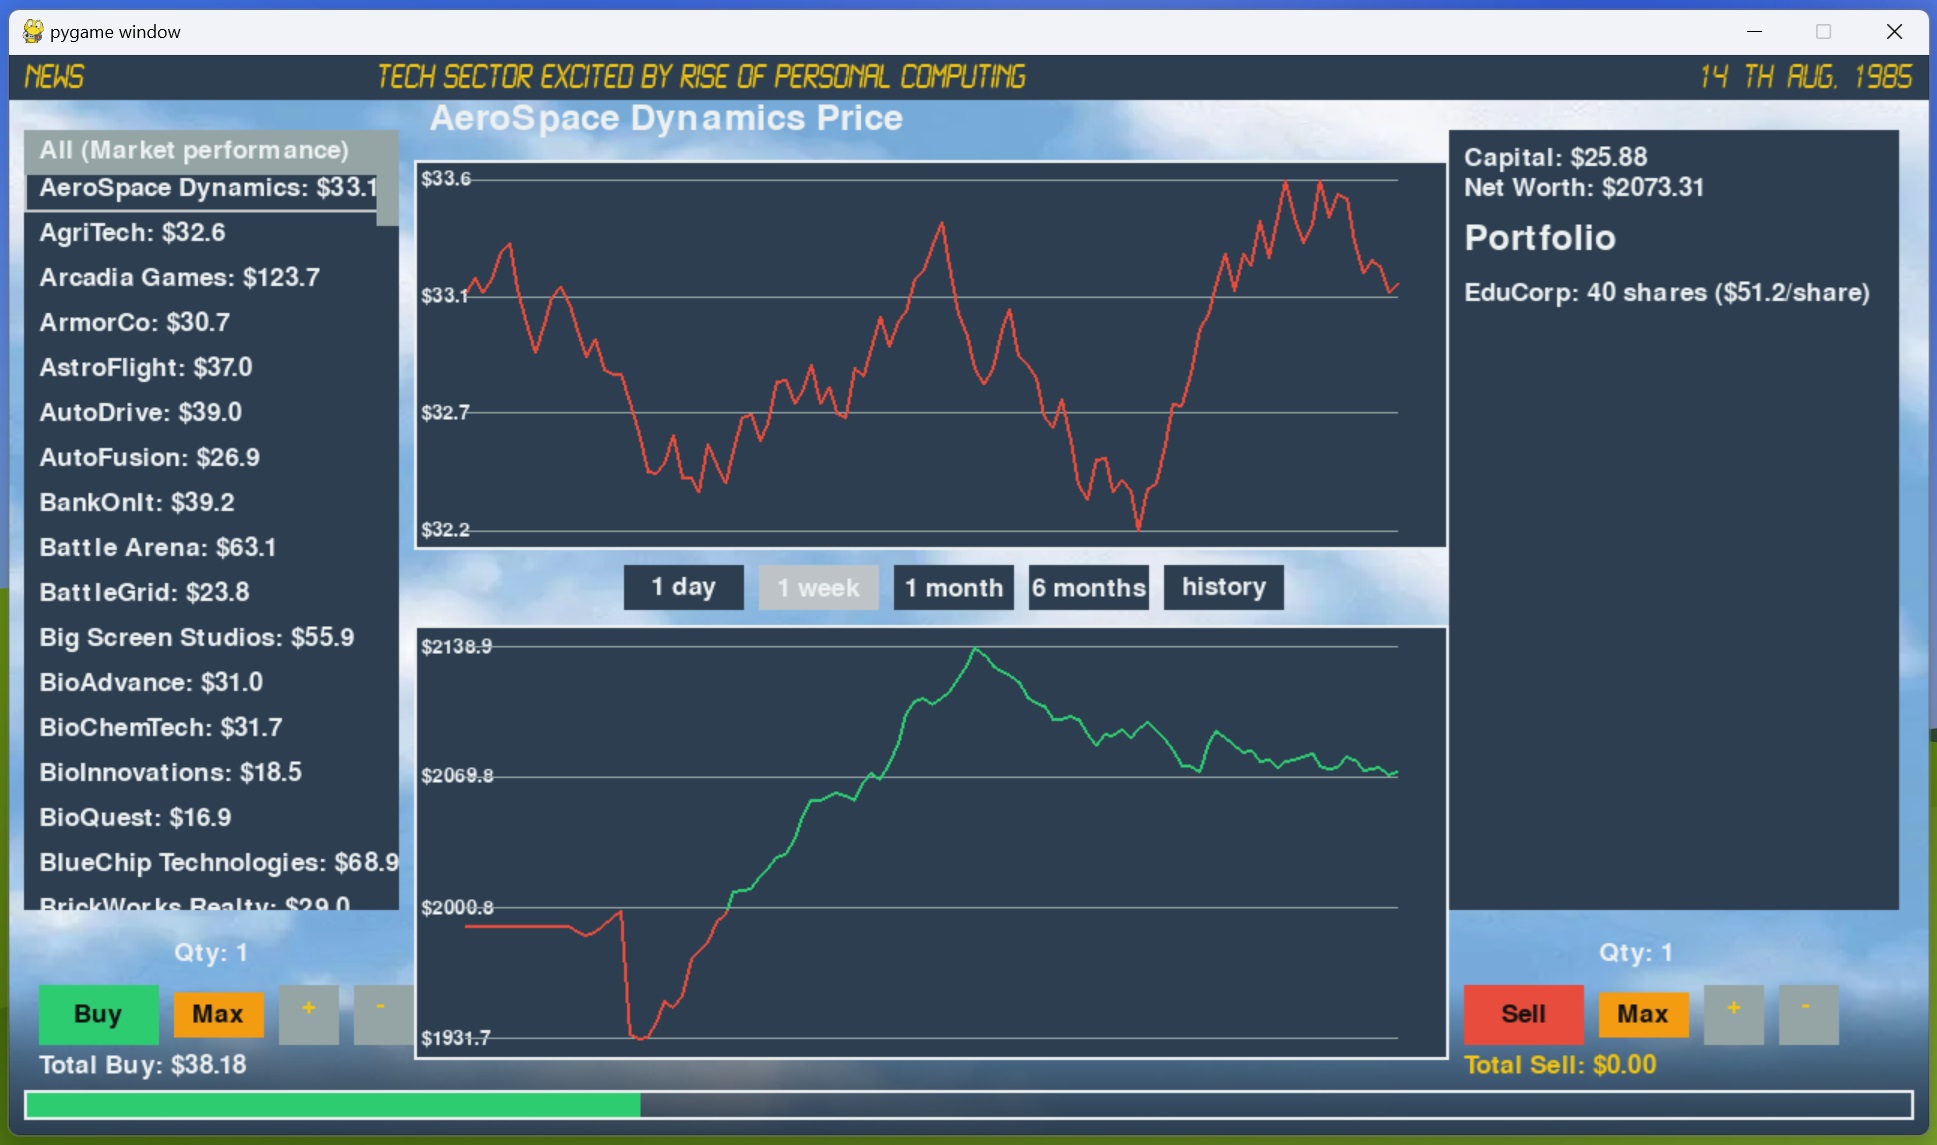 pygame window
NEWS
TECH SECTOR EXCITED BY RISE OF PERSONAL COMPUTING
14 TH AUG. 1985
AeroSpace Dynamics Price
All (Market performance)
AeroSpace Dynamics: $33.1
AgriTech: $32.6
Arcadia Games: $123.7
ArmorCo: $30.7
AstroFlight: $37.0
AutoDrive: $39.0
AutoFusion: $26.9
BankOnIt: $39.2
Battle Arena: $63.1
BattleGrid: $23.8
Big Screen Studios: $55.9
BioAdvance: $31.0
BioChemTech: $31.7
BioInnovations: $18.5
BioQuest: $16.9
BlueChip Technologies: $68.9
BrickWorks Realty: $29.0
Qty: 1
Buy
Max
+
-
Total Buy: $38.18
$33.6
$33.1
$32.7
$32.2
1 day
1 week
1 month
6 months
history
$2138.9
$2069.8
$2000.8
$1931.7
Capital: $25.88
Net Worth: $2073.31
Portfolio
EduCorp: 40 shares ($51.2/share)
Qty: 1
Sell
Max
+
-
Total Sell: $0.00